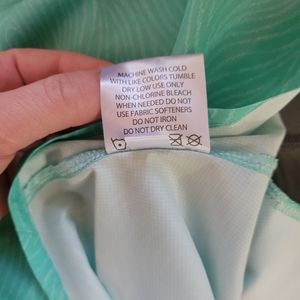 MACHINE WASH COLD
WITH LIKE COLORS TUMBLE
DRY LOW USE ONLY
NON-CHLORINE BLEACH
WHEN NEEDED DO NOT
USE FABRIC SOFTENERS
DO NOT IRON
DO NOT DRY CLEAN